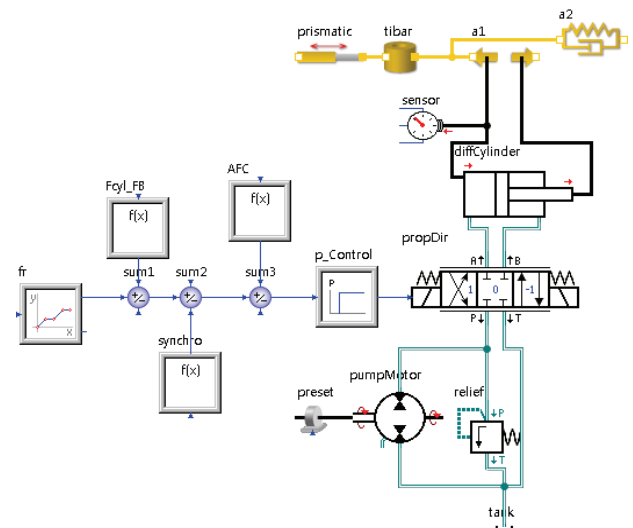 a2
prismatic
tibar
a1
sensor
diffCylinder
AFC
Fcyl_FB
f(x)
f(x)
propDir
A
B
p_Control
fr
sum1
sum2
sum3
P
1
0
-1
y
x
P
T
synchro
f(x)
pumpMotor
preset
relief
P
T
tank